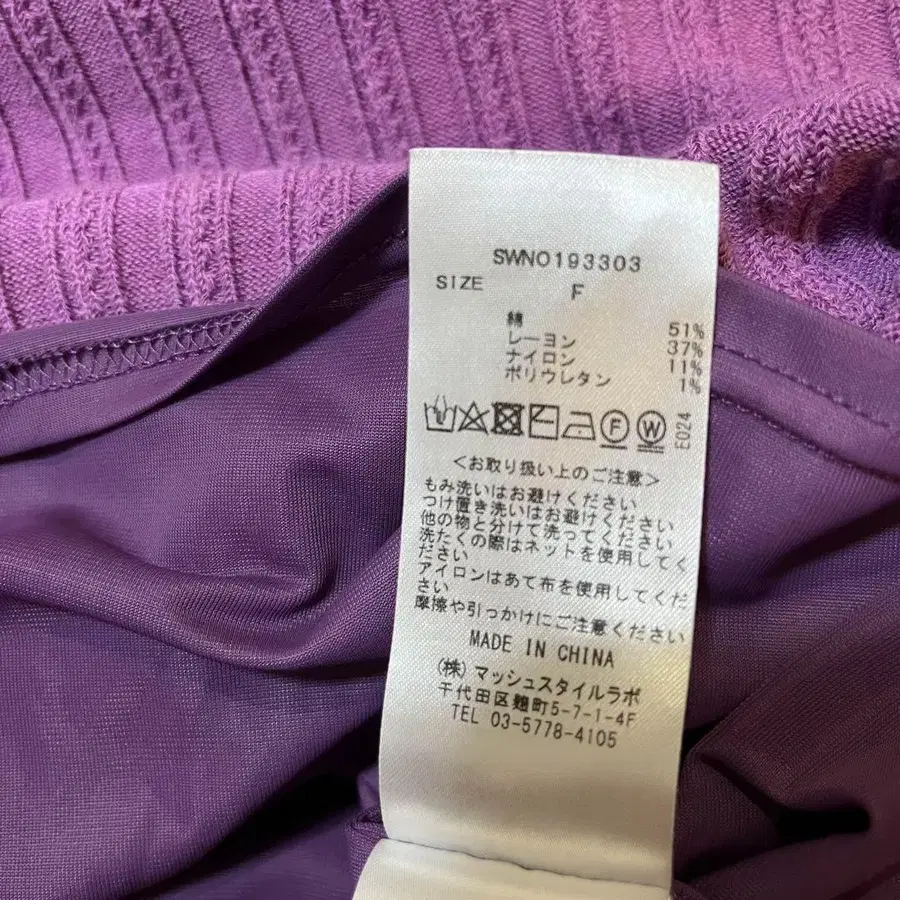 SWNO193303
SIZE F
綿 51%
レーヨン 37%
ナイロン 11%
ポリウレタン 1%
F W E024
<お取り扱い上のご注意>
もみ洗いはお避けください
つけ置き洗いはお避けください
他の物と分けて洗ってください
洗たくの際はネットを使用してく
ださい
アイロンはあて布を使用してくだ
さい
摩擦や引っかけにご注意ください
MADE IN CHINA
(株)マッシュスタイルラボ
千代田区麹町5-7-1-4F
TEL 03-5778-4105